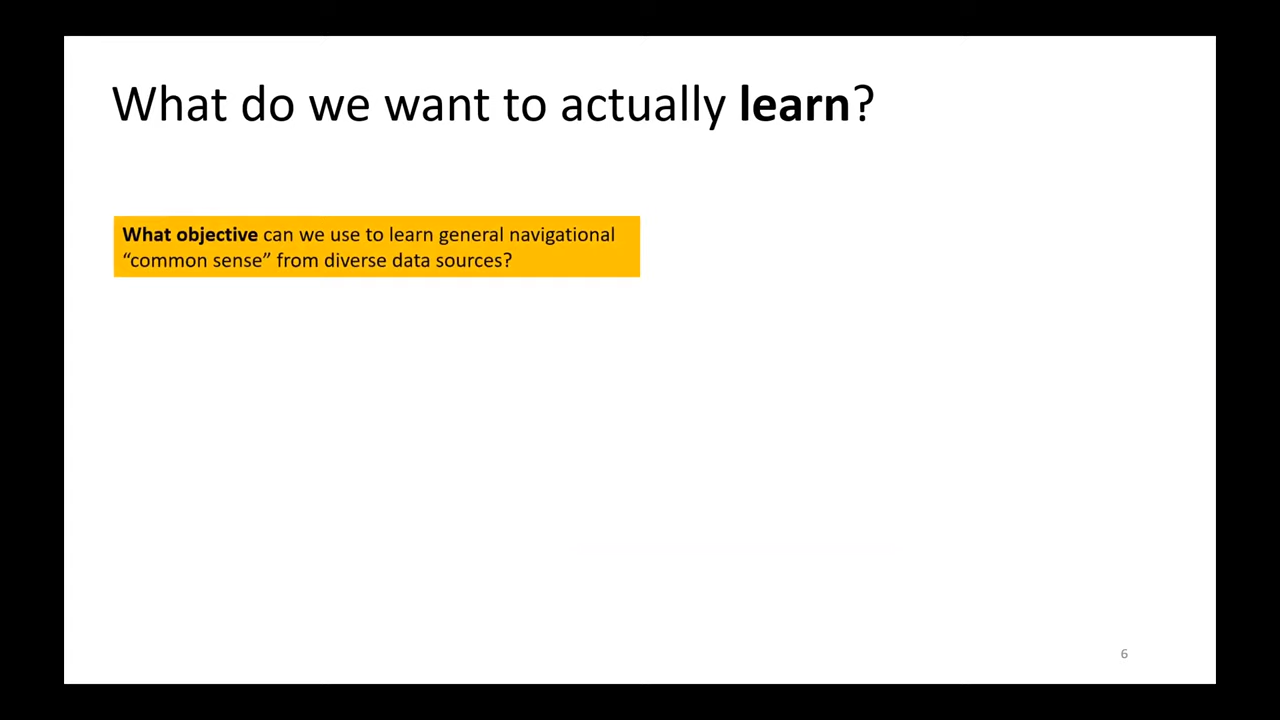 What do we want to actually learn?
What objective can we use to learn general navigational
“common sense” from diverse data sources?
6